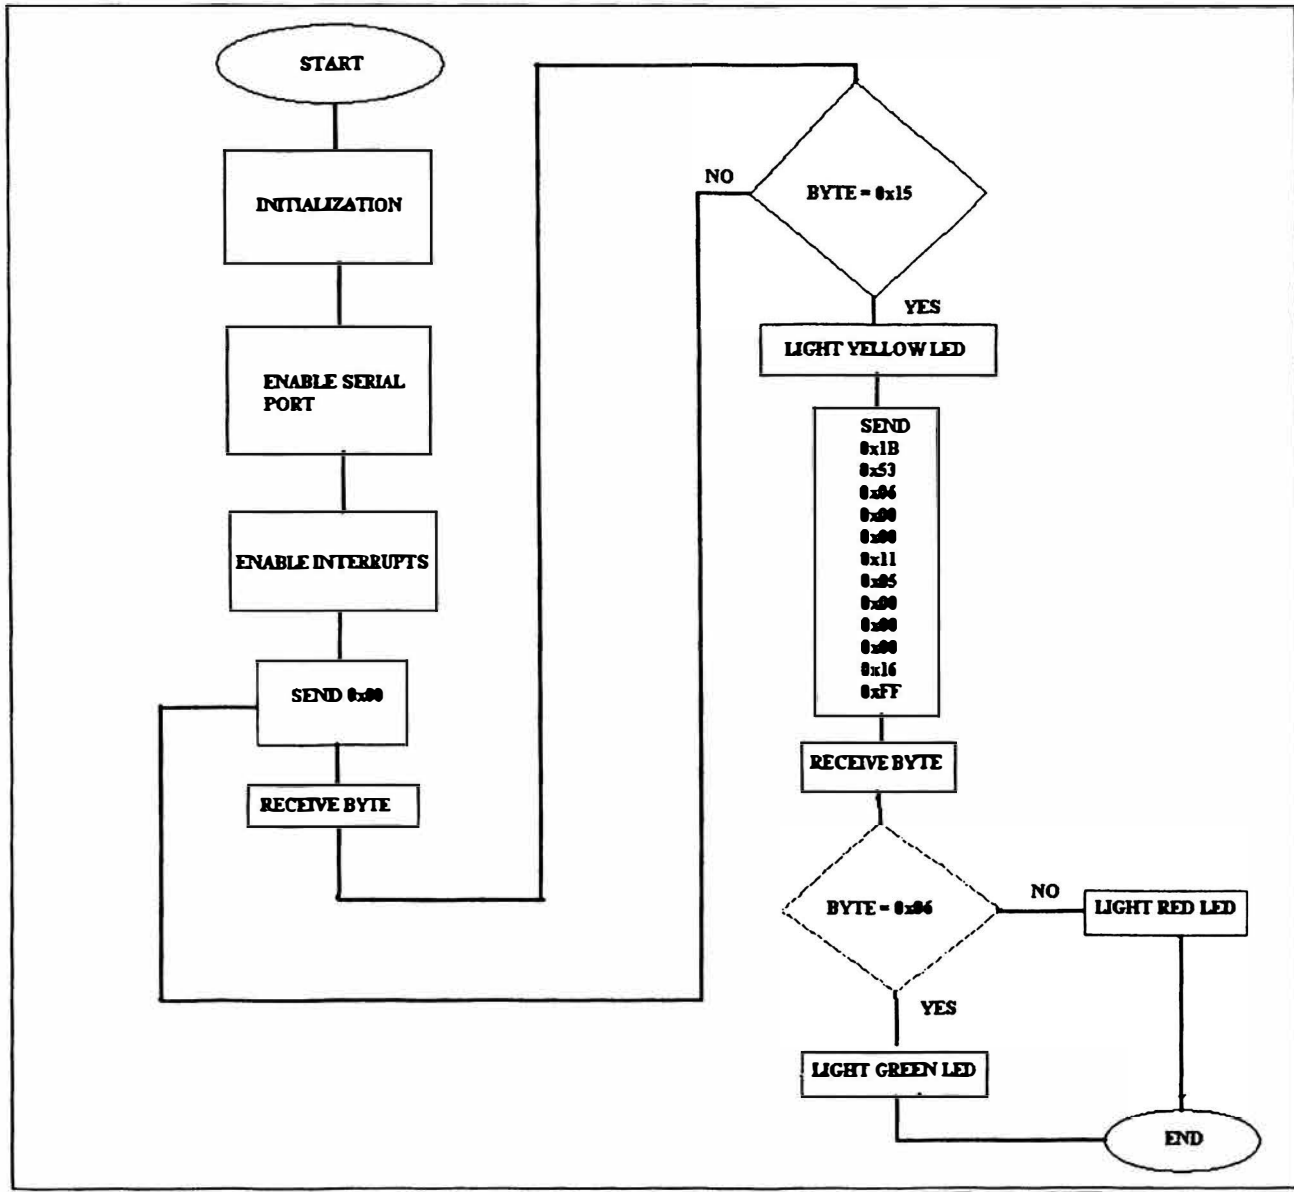 START
INITIALIZATION
ENABLE SERIAL
PORT
ENABLE INTERRUPTS
SEND 0x00
RECEIVE BYTE
BYTE = 0x15
NO
YES
LIGHT YELLOW LED
SEND
0x1B
0x53
0x06
0x00
0x00
0x11
0x05
0x00
0x00
0x00
0x16
0xFF
RECEIVE BYTE
BYTE = 0x06
NO
LIGHT RED LED
YES
LIGHT GREEN LED
END